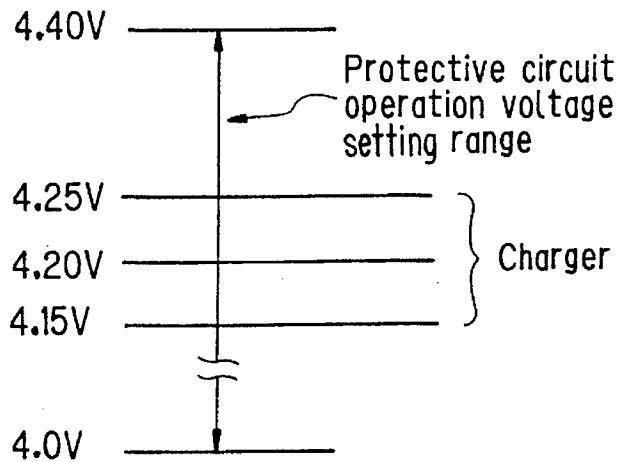 4.40V
Protective circuit
operation voltage
setting range
4.25V
4.20V
Charger
4.15V
4.0V